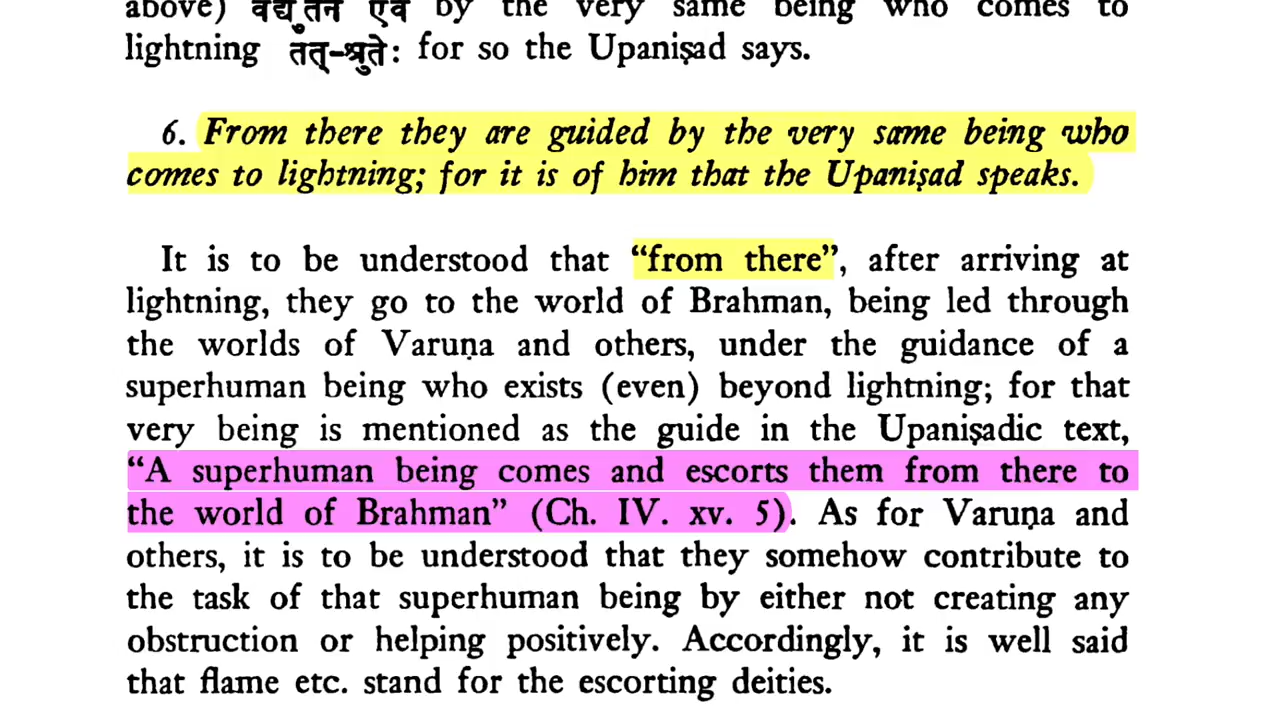 above) वैद्युतेन एव by the very same being who comes to
lightning तत्-श्रुतेः for so the Upaniṣad says.
6. From there they are guided by the very same being who
comes to lightning; for it is of him that the Upaniṣad speaks.
It is to be understood that “from there”, after arriving at
lightning, they go to the world of Brahman, being led through
the worlds of Varuṇa and others, under the guidance of a
superhuman being who exists (even) beyond lightning; for that
very being is mentioned as the guide in the Upaniṣadic text,
“A superhuman being comes and escorts them from there to
the world of Brahman” (Ch. IV. xv. 5). As for Varuṇa and
others, it is to be understood that they somehow contribute to
the task of that superhuman being by either not creating any
obstruction or helping positively. Accordingly, it is well said
that flame etc. stand for the escorting deities.